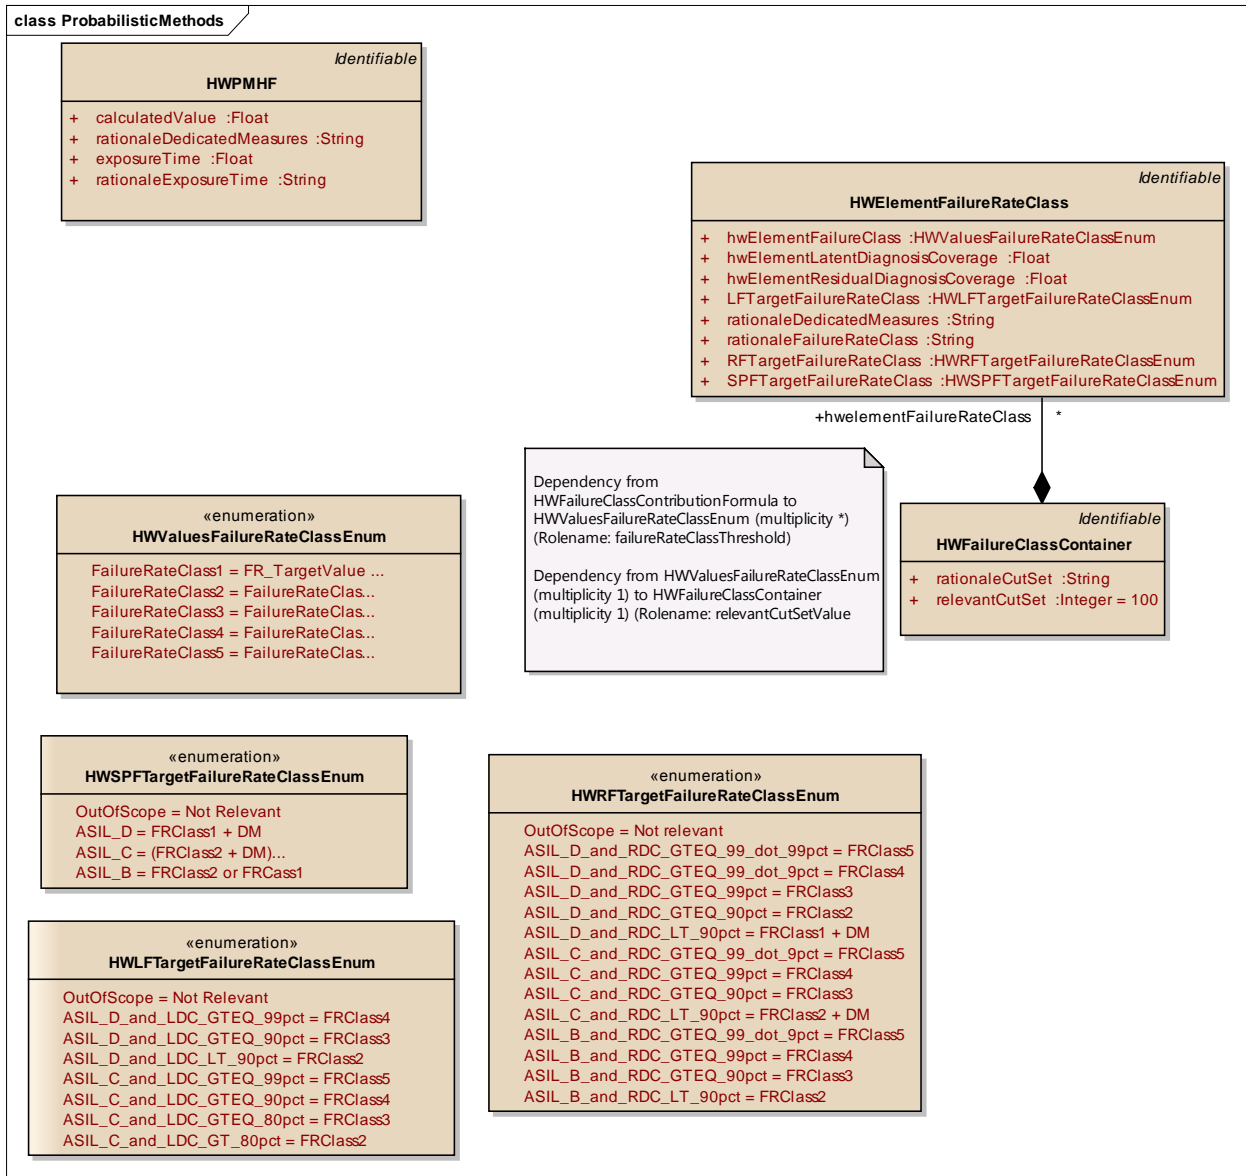 class ProbabilisticMethods
Identifiable
HWPMHF
+ calculatedValue :Float
+ rationaleDedicatedMeasures :String
+ exposureTime :Float
+ rationaleExposureTime :String
Identifiable
HWElementFailureRateClass
+ hwElementFailureClass :HWValuesFailureRateClassEnum
+ hwElementLatentDiagnosisCoverage :Float
+ hwElementResidualDiagnosisCoverage :Float
+ LFTargetFailureRateClass :HWLFTargetFailureRateClassEnum
+ rationaleDedicatedMeasures :String
+ rationaleFailureRateClass :String
+ RFTargetFailureRateClass :HWRFTargetFailureRateClassEnum
+ SPFTargetFailureRateClass :HWSPFTargetFailureRateClassEnum
+hwelementFailureRateClass *
Dependency from
HWFailureClassContributionFormula to
HWValuesFailureRateClassEnum (multiplicity *)
(Rolename: failureRateClassThreshold)
Dependency from HWValuesFailureRateClassEnum
(multiplicity 1) to HWFailureClassContainer
(multiplicity 1) (Rolename: relevantCutSetValue
Identifiable
HWFailureClassContainer
+ rationaleCutSet :String
+ relevantCutSet :Integer = 100
«enumeration»
HWValuesFailureRateClassEnum
FailureRateClass1 = FR_TargetValue ...
FailureRateClass2 = FailureRateClas...
FailureRateClass3 = FailureRateClas...
FailureRateClass4 = FailureRateClas...
FailureRateClass5 = FailureRateClas...
«enumeration»
HWSPFTargetFailureRateClassEnum
OutOfScope = Not Relevant
ASIL_D = FRClass1 + DM
ASIL_C = (FRClass2 + DM)...
ASIL_B = FRClass2 or FRCass1
«enumeration»
HWRFTargetFailureRateClassEnum
OutOfScope = Not relevant
ASIL_D_and_RDC_GTEQ_99_dot_99pct = FRClass5
ASIL_D_and_RDC_GTEQ_99_dot_9pct = FRClass4
ASIL_D_and_RDC_GTEQ_99pct = FRClass3
ASIL_D_and_RDC_GTEQ_90pct = FRClass2
ASIL_D_and_RDC_LT_90pct = FRClass1 + DM
ASIL_C_and_RDC_GTEQ_99_dot_9pct = FRClass5
ASIL_C_and_RDC_GTEQ_99pct = FRClass4
ASIL_C_and_RDC_GTEQ_90pct = FRClass3
ASIL_C_and_RDC_LT_90pct = FRClass2 + DM
ASIL_B_and_RDC_GTEQ_99_dot_9pct = FRClass5
ASIL_B_and_RDC_GTEQ_99pct = FRClass4
ASIL_B_and_RDC_GTEQ_90pct = FRClass3
ASIL_B_and_RDC_LT_90pct = FRClass2
«enumeration»
HWLFTargetFailureRateClassEnum
OutOfScope = Not Relevant
ASIL_D_and_LDC_GTEQ_99pct = FRClass4
ASIL_D_and_LDC_GTEQ_90pct = FRClass3
ASIL_D_and_LDC_LT_90pct = FRClass2
ASIL_C_and_LDC_GTEQ_99pct = FRClass5
ASIL_C_and_LDC_GTEQ_90pct = FRClass4
ASIL_C_and_LDC_GTEQ_80pct = FRClass3
ASIL_C_and_LDC_GT_80pct = FRClass2